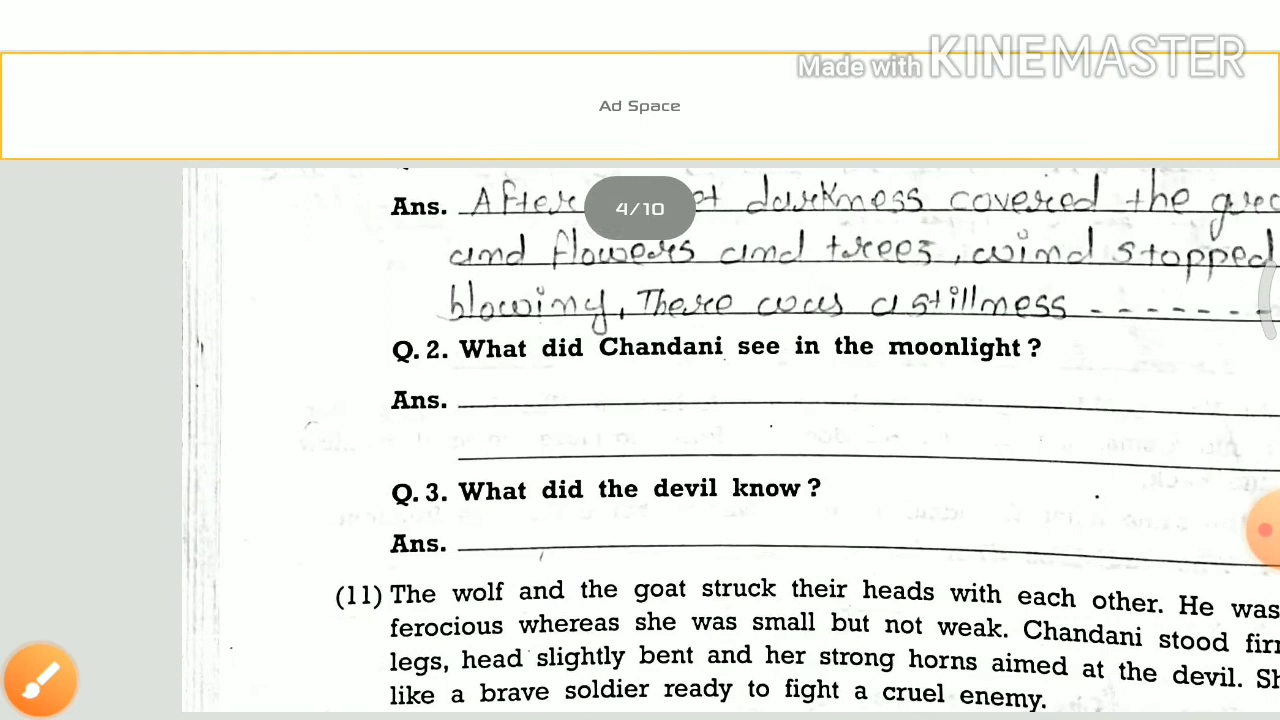 Made with KINEMASTER
Ad Space
4/10
Ans. After darkness covered the
and flowers and trees, wind stopped
blowing, There was a stillness -------
Q. 2. What did Chandani see in the moonlight ?
Ans.
Q. 3. What did the devil know ?
Ans.
(11) The wolf and the goat struck their heads with each other. He was
ferocious whereas she was small but not weak. Chandani stood
legs, head slightly bent and her strong horns aimed at the devil.
like a brave soldier ready to fight a cruel enemy.